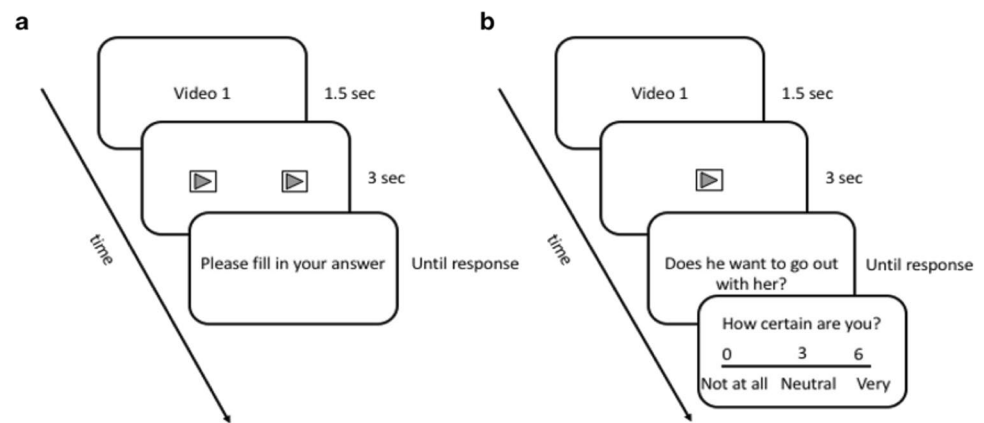 a
Video 1
1.5 sec
3 sec
Please fill in your answer
Until response
time
b
Video 1
1.5 sec
3 sec
Does he want to go out
with her?
Until response
How certain are you?
0 3 6
Not at all Neutral Very
time